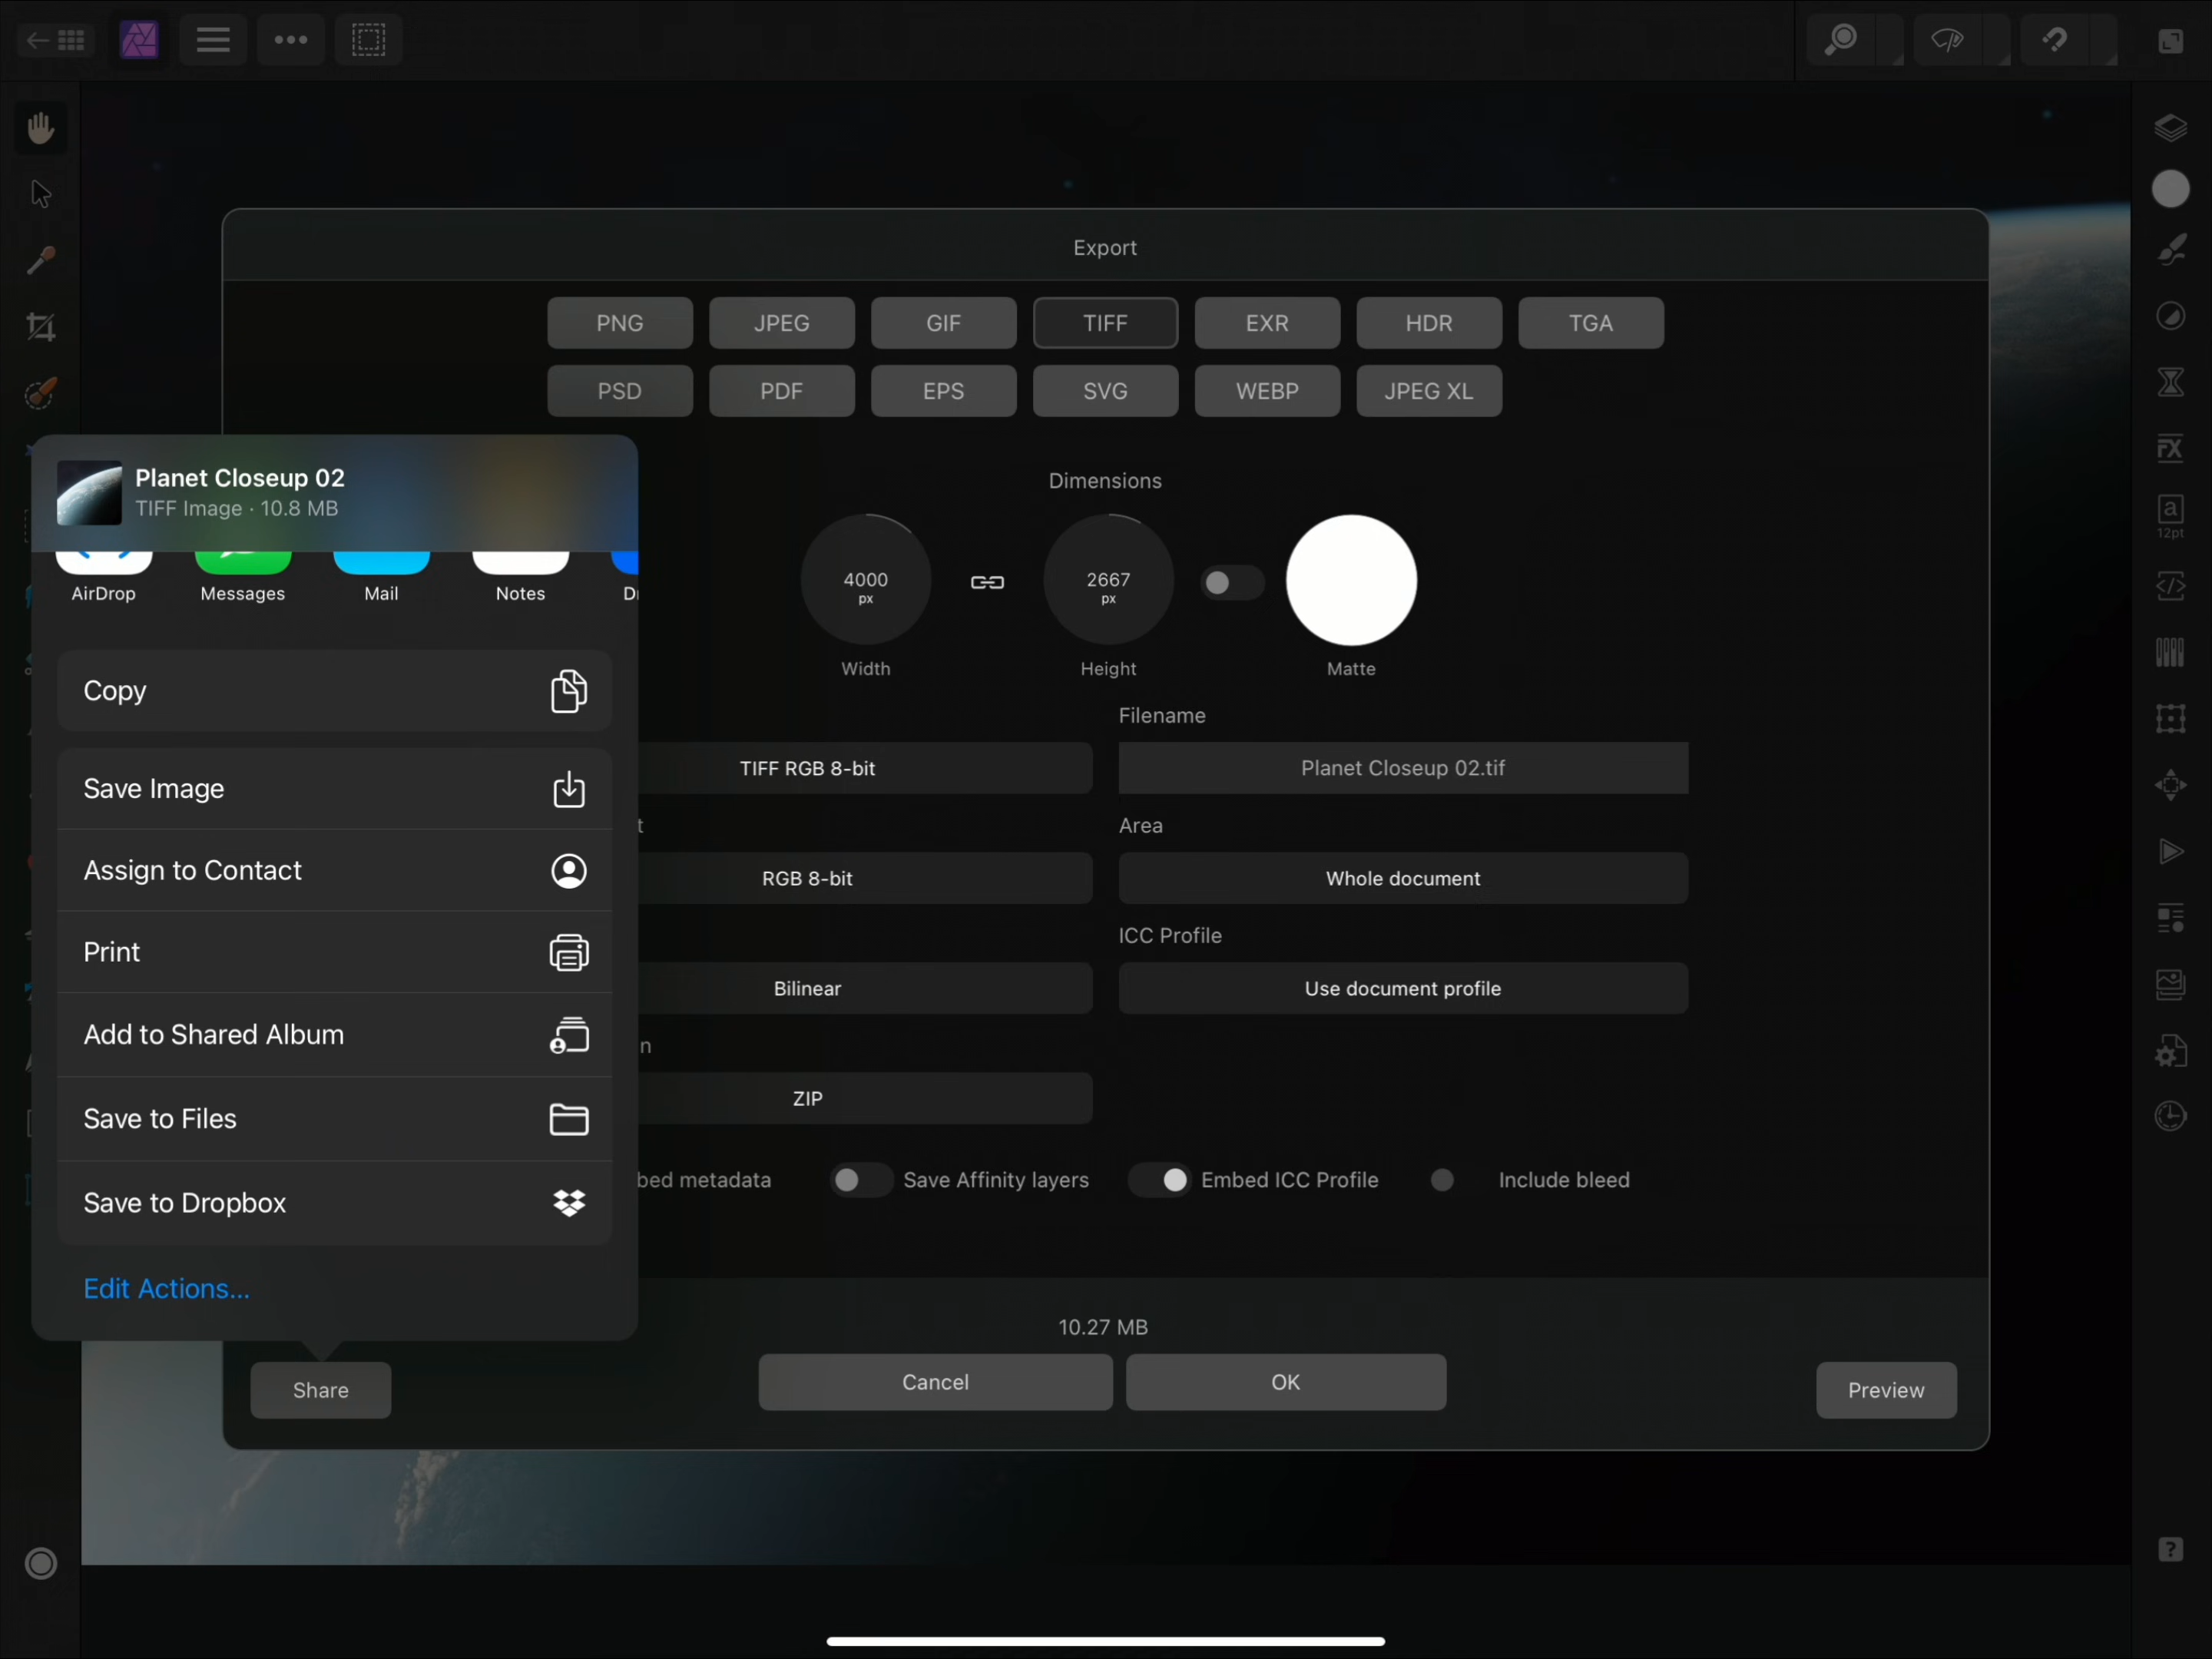 Export
PNG JPEG GIF TIFF EXR HDR TGA
PSD PDF EPS SVG WEBP JPEG XL
Planet Closeup 02
TIFF Image · 10.8 MB
AirDrop Messages Mail Notes
Copy
Save Image
Assign to Contact
Print
Add to Shared Album
Save to Files
Save to Dropbox
Edit Actions...
Dimensions
4000 px
2667 px
Width Height Matte
Filename
TIFF RGB 8-bit Planet Closeup 02.tif
Area
RGB 8-bit Whole document
ICC Profile
Bilinear Use document profile
ZIP
metadata Save Affinity layers Embed ICC Profile Include bleed
10.27 MB
Share Cancel OK Preview
FX
a
12pt
?